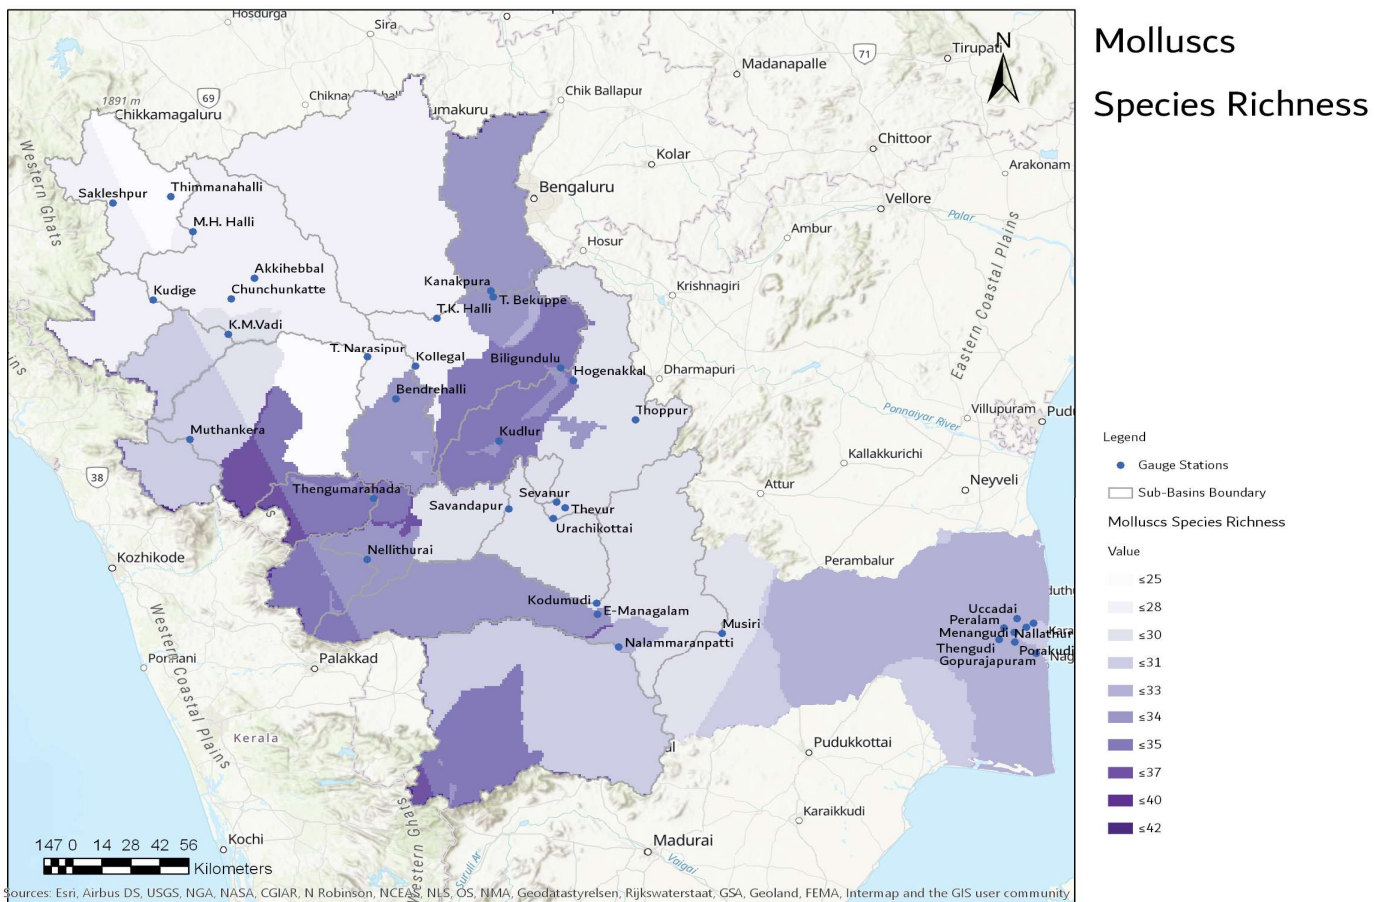 Molluscs
Species Richness
Hosdurga
Sira
71
Tirupati
N
Madanapalle
1891 m
69
Chik Ballapur
Chikkamagaluru
umakuru
Chittoor
Kolar
Arakonam
Western Ghats
Bengaluru
Sakleshpur
Thimmanahalli
Vellore
Palar
M.H. Halli
Ambur
Hosur
Akkihebbal
Kanakpura
Krishnagiri
Kudige
Chunchunkatte
T. Bekuppe
T.K. Halli
Eastern Coastal Plains
K.M.Vadi
T. Narasipur
Kollegal
Biligundulu
Hogenakkal
Dharmapuri
Bendrehalli
Thoppur
Ponnaiyar River
Villupuram
Pudu
Muthankera
Kudlur
Kallakkurichi
38
Neyveli
Attur
Thengumarahada
Sevanur
Savandapur
Thevur
Urachikottai
Kozhikode
Nellithurai
Perambalur
duthu
Kodumudi
E-Managalam
Musiri
Uccadai
Peralam
Kara
Menangudi
Nallathur
Nalammaranpatti
Thengudi
Porakudi
Nag
Gopurajapuram
Palakkad
Ponnani
Western Coastal Plains
Kerala
ul
Pudukkottai
Western Ghats
Karaikkudi
Kochi
Madurai
Vaigai
Suruli Ar
147 0 14 28 42 56
Kilometers
Sources: Esri, Airbus DS, USGS, NGA, NASA, CGIAR, N Robinson, NCEAS, NLS, OS, NMA, Geodatastyrelsen, Rijkswaterstaat, GSA, Geoland, FEMA, Intermap and the GIS user community
Legend
Gauge Stations
Sub-Basins Boundary
Molluscs Species Richness
Value
≤25
≤28
≤30
≤31
≤33
≤34
≤35
≤37
≤40
≤42